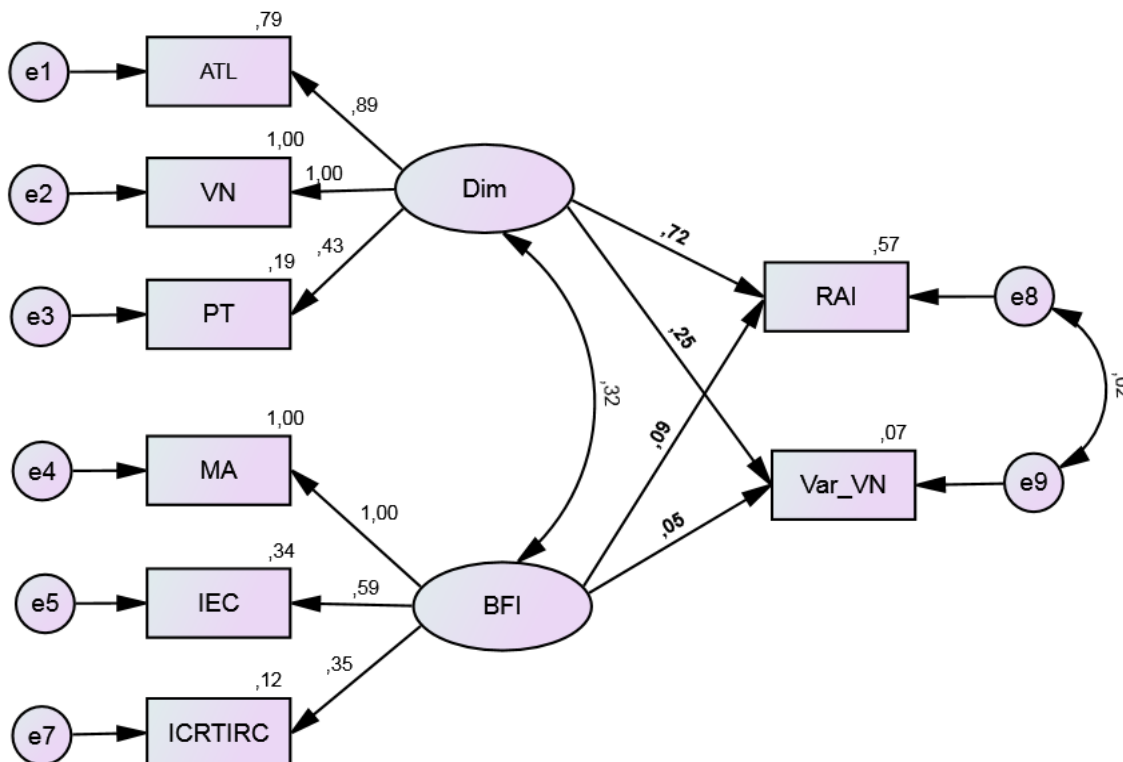 ,79
e1
ATL
,89
1,00
e2
VN
1,00
Dim
,43
,19
e3
PT
,72
,57
RAI
e8
,25
,32
,09
,02
1,00
e4
MA
1,00
,07
Var_VN
e9
,05
,34
e5
IEC
,59
BFI
,35
,12
e7
ICRTIRC